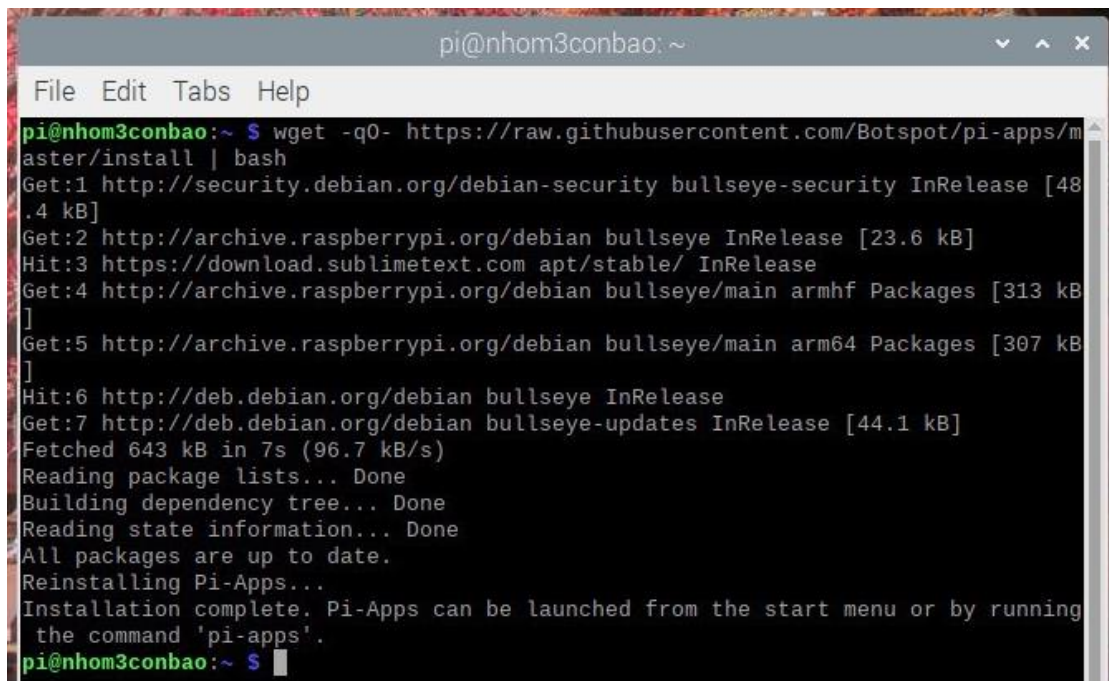 pi@nhom3conbao: ~
File Edit Tabs Help
pi@nhom3conbao:~ $ wget -qO- https://raw.githubusercontent.com/Botspot/pi-apps/m
aster/install | bash
Get:1 http://security.debian.org/debian-security bullseye-security InRelease [48
.4 kB]
Get:2 http://archive.raspberrypi.org/debian bullseye InRelease [23.6 kB]
Hit:3 https://download.sublimetext.com apt/stable/ InRelease
Get:4 http://archive.raspberrypi.org/debian bullseye/main armhf Packages [313 kB
]
Get:5 http://archive.raspberrypi.org/debian bullseye/main arm64 Packages [307 kB
]
Hit:6 http://deb.debian.org/debian bullseye InRelease
Get:7 http://deb.debian.org/debian bullseye-updates InRelease [44.1 kB]
Fetched 643 kB in 7s (96.7 kB/s)
Reading package lists... Done
Building dependency tree... Done
Reading state information... Done
All packages are up to date.
Reinstalling Pi-Apps...
Installation complete. Pi-Apps can be launched from the start menu or by running
 the command 'pi-apps'.
pi@nhom3conbao:~ $